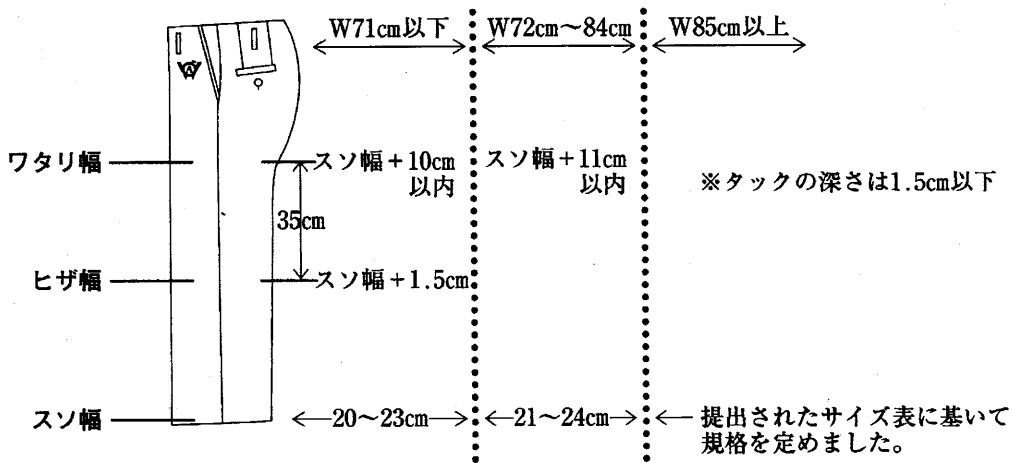 W71cm以下
W72cm〜84cm
W85cm以上
ワタリ幅
スソ幅+10cm
以内
スソ幅+11cm
以内
※タックの深さは1.5cm以下
35cm
ヒザ幅
スソ幅+1.5cm
スソ幅
20〜23cm
21〜24cm
提出されたサイズ表に基いて
規格を定めました。